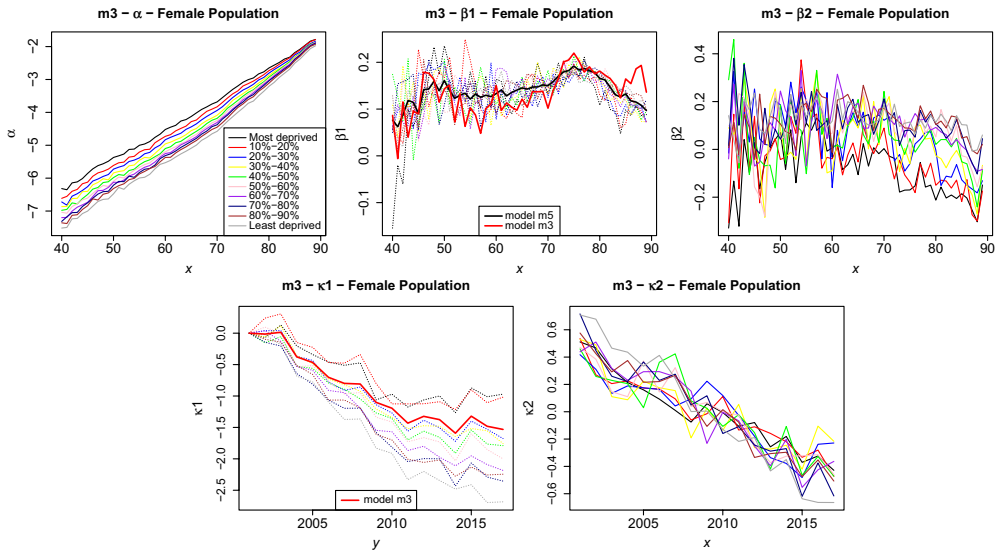 m3 − α − Female Population
α
−2
−3
−4
−5
−6
−7
40 50 60 70 80 90
x
Most deprived
10%−20%
20%−30%
30%−40%
40%−50%
50%−60%
60%−70%
70%−80%
80%−90%
Least deprived
m3 − β1 − Female Population
β1
0.2
0.1
0.0
−0.1
40 50 60 70 80 90
x
model m5
model m3
m3 − β2 − Female Population
β2
0.4
0.2
0.0
−0.2
40 50 60 70 80 90
x
m3 − κ1 − Female Population
κ1
0.0
−0.5
−1.0
−1.5
−2.0
−2.5
2005 2010 2015
y
model m3
m3 − κ2 − Female Population
κ2
0.6
0.4
0.2
0.0
−0.2
−0.4
−0.6
2005 2010 2015
x